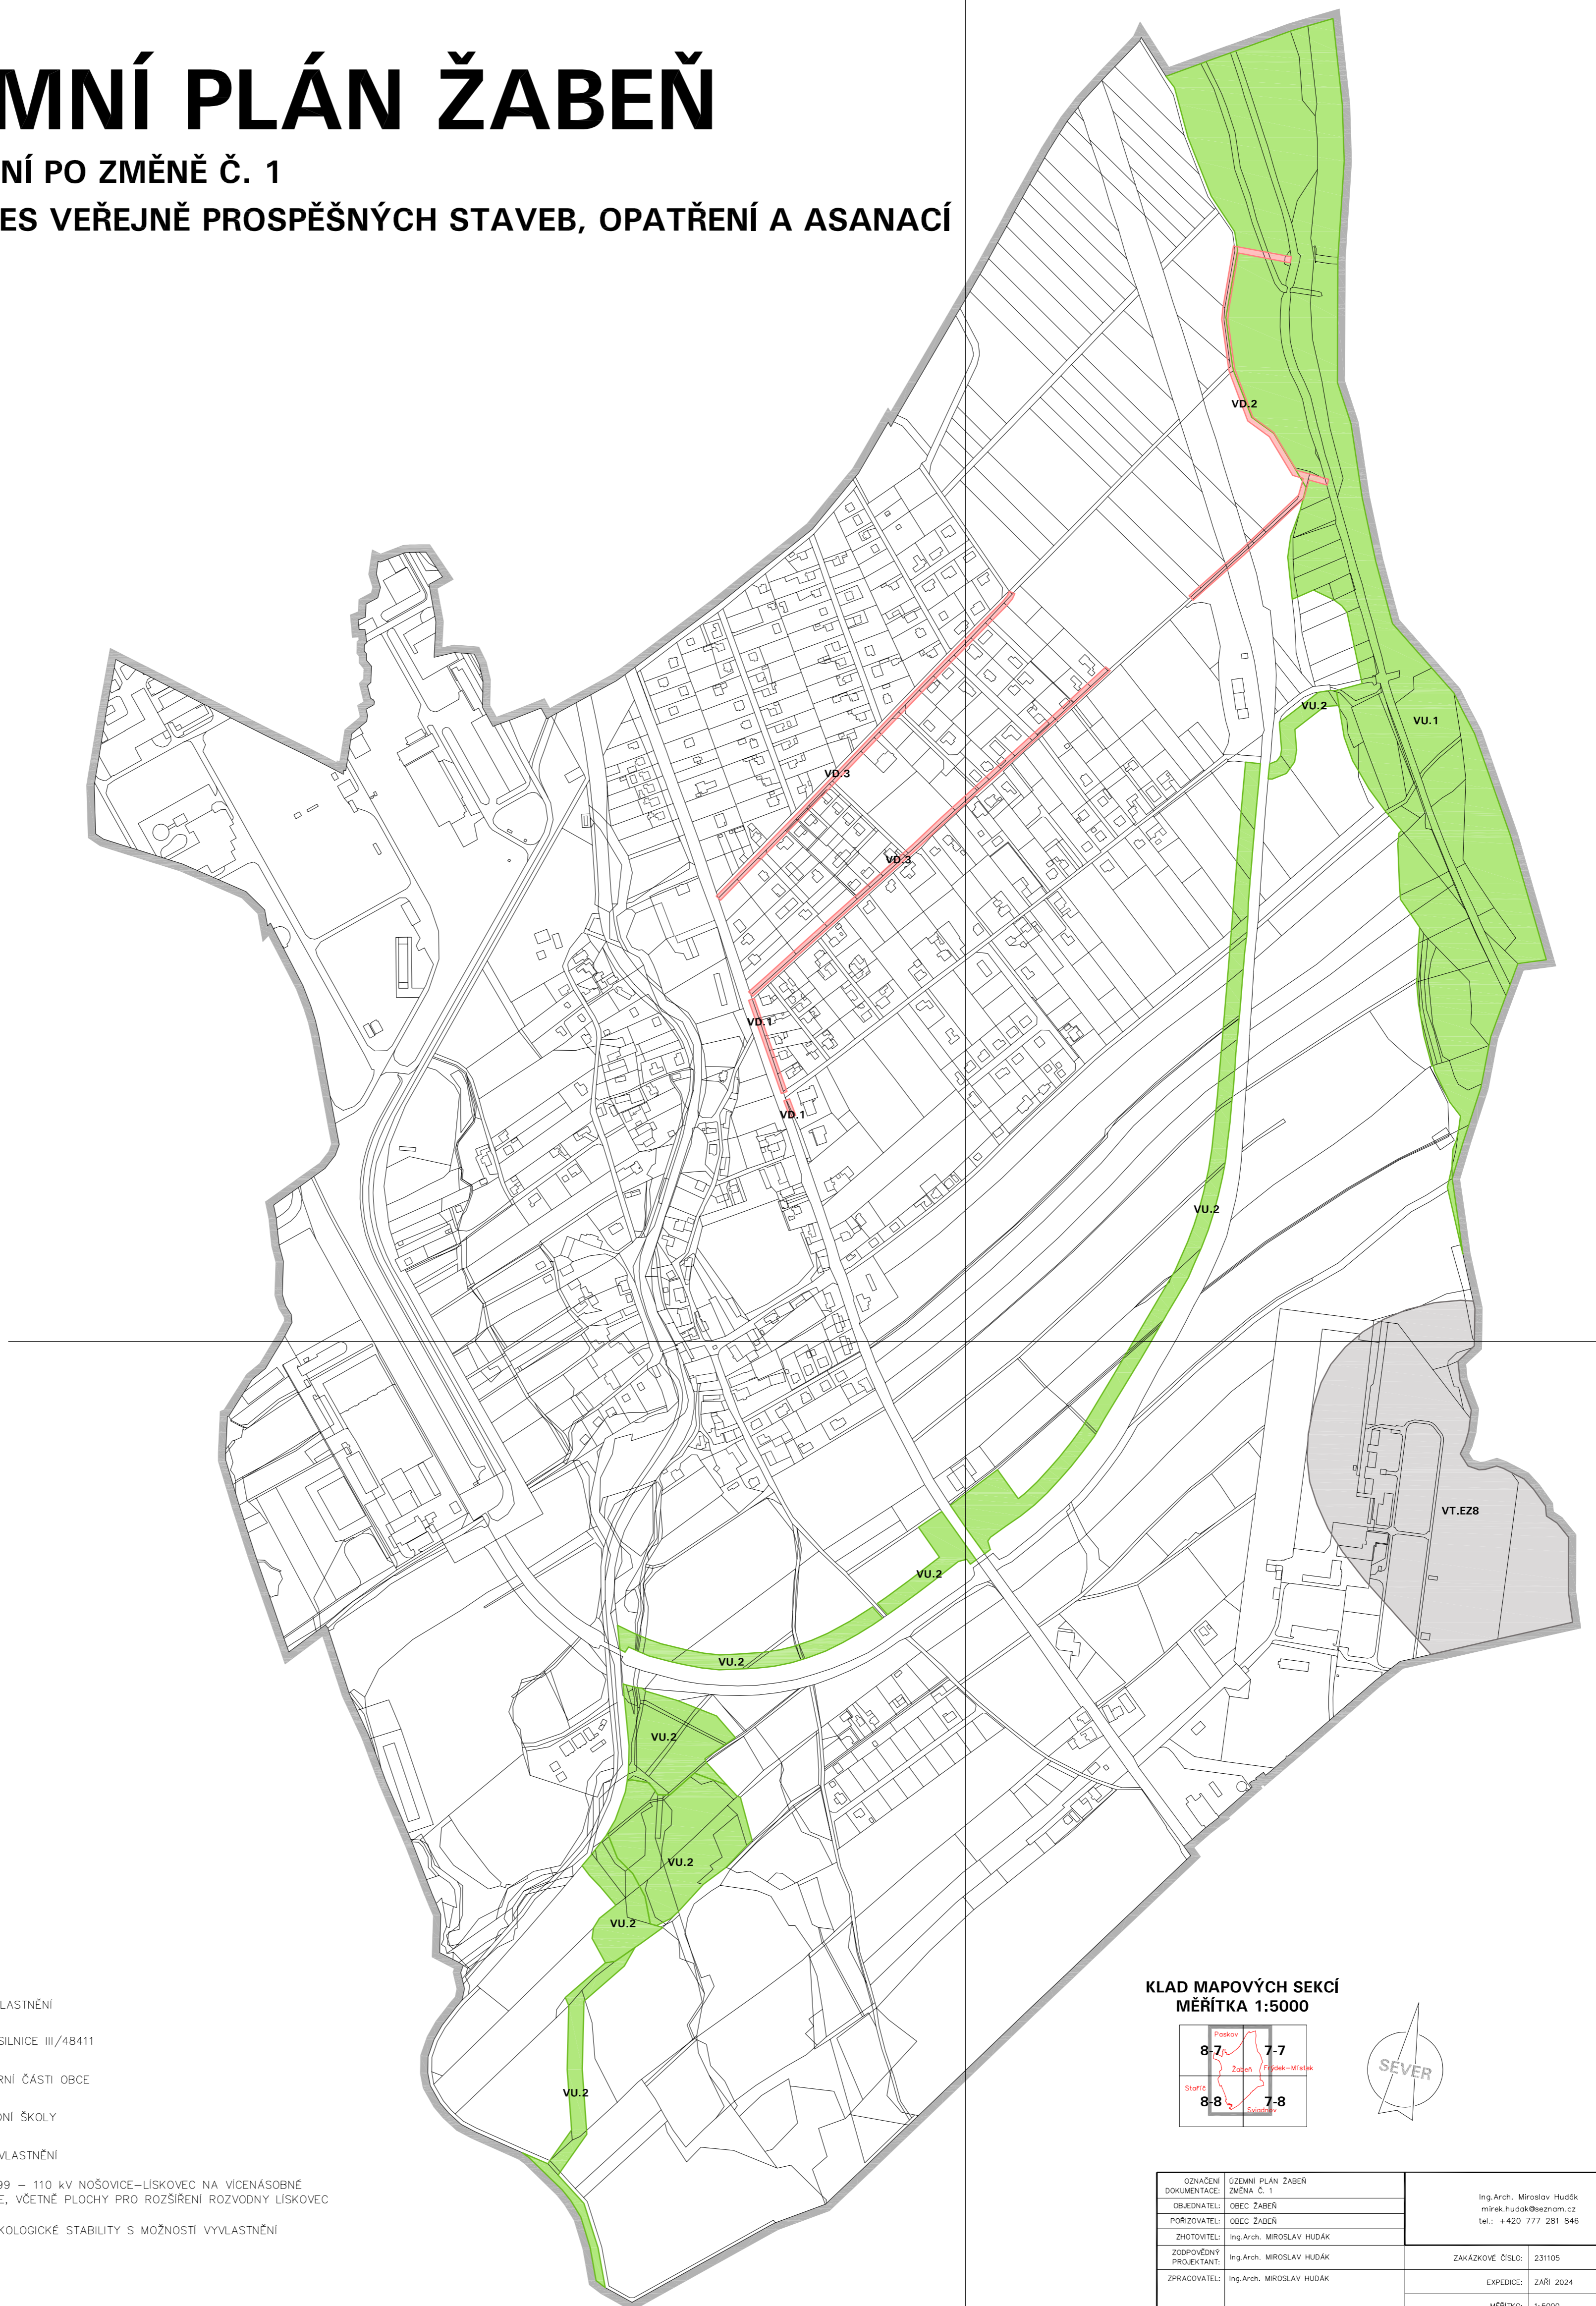 MNÍ PLÁN ŽABEŇ
NÍ PO ZMĚNĚ Č. 1
ES VEŘEJNĚ PROSPĚŠNÝCH STAVEB, OPATŘENÍ A ASANACÍ
VD.2
VU.2
VU.1
VD.3
VD.3
VD.1
VD.1
VU.2
VT.EZ8
VU.2
VU.2
VU.2
VU.2
VU.2
VU.2
LASTNĚNÍ
SILNICE III/48411
RNÍ ČÁSTI OBCE
DNÍ ŠKOLY
VLASTNĚNÍ
99 – 110 kV NOŠOVICE–LÍSKOVEC NA VÍCENÁSOBNÉ
E, VČETNĚ PLOCHY PRO ROZŠÍŘENÍ ROZVODNY LÍSKOVEC
KOLOGICKÉ STABILITY S MOŽNOSTÍ VYVLASTNĚNÍ
KLAD MAPOVÝCH SEKCÍ
MĚŘÍTKA 1:5000
Paskov
8-7 7-7
Žabeň Frýdek–Místek
Staříč
8-8 7-8
Sviadnov
SEVER
OZNAČENÍ DOKUMENTACE: ÚZEMNÍ PLÁN ŽABEŇ ZMĚNA Č. 1
OBJEDNATEL: OBEC ŽABEŇ
POŘIZOVATEL: OBEC ŽABEŇ
ZHOTOVITEL: Ing.Arch. MIROSLAV HUDÁK
ZODPOVĚDNÝ PROJEKTANT: Ing.Arch. MIROSLAV HUDÁK
ZPRACOVATEL: Ing.Arch. MIROSLAV HUDÁK
Ing.Arch. Miroslav Hudák
mirek.hudak@seznam.cz
tel.: +420 777 281 846
ZAKÁZKOVÉ ČÍSLO: 231105
EXPEDICE: ZÁŘÍ 2024
MĚŘÍTKO: 1:5000